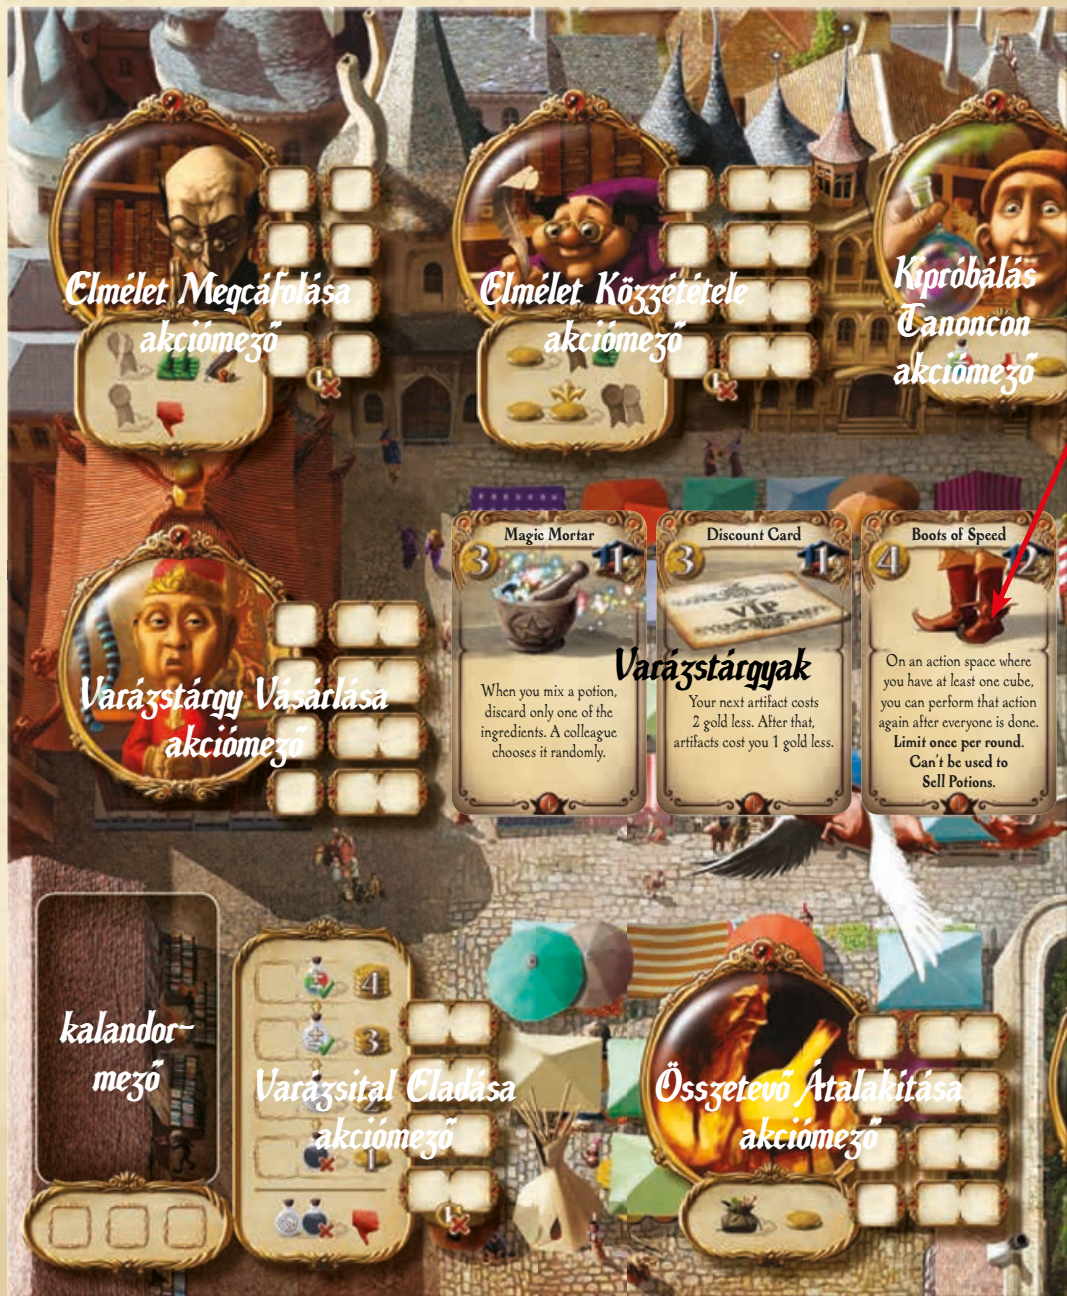 Elmélet Megcáfolása
akciómező
Elmélet Közzététele
akciómező
Kipróbálás
Tanoncon
akciómező
Varázstárgy Vásárlása
akciómező
Magic Mortar
3
1
When you mix a potion,
discard only one of the
ingredients. A colleague
chooses it randomly.
Discount Card
3
1
VIP
Your next artifact costs
2 gold less. After that,
artifacts cost you 1 gold less.
Boots of Speed
4
2
On an action space where
you have at least one cube,
you can perform that action
again after everyone is done.
Limit once per round.
Can't be used to
Sell Potions.
Varázstárgyak
kalandor-
mező
4
3
2
1
Varázsital Eladása
akciómező
Összetevő Átalakítása
akciómező